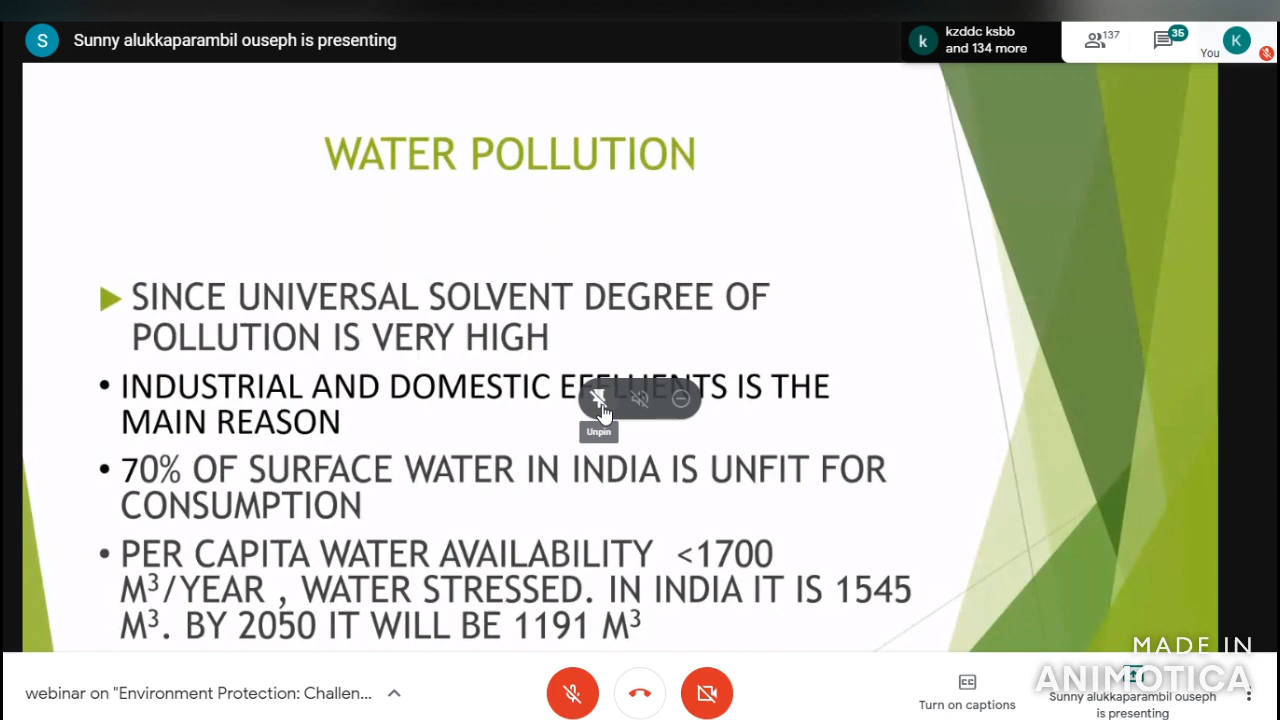 S Sunny alukkaparambil ouseph is presenting
k kzddc ksbb
and 134 more
137
35
You K
WATER POLLUTION
SINCE UNIVERSAL SOLVENT DEGREE OF
POLLUTION IS VERY HIGH
• INDUSTRIAL AND DOMESTIC EFFLUENTS IS THE
MAIN REASON
Unpin
• 70% OF SURFACE WATER IN INDIA IS UNFIT FOR
CONSUMPTION
• PER CAPITA WATER AVAILABILITY <1700
M³/YEAR , WATER STRESSED. IN INDIA IT IS 1545
M³. BY 2050 IT WILL BE 1191 M³
MADE IN
ANIMOTICA
webinar on "Environment Protection: Challen...
CC
Turn on captions
Sunny alukkaparambil ouseph
is presenting